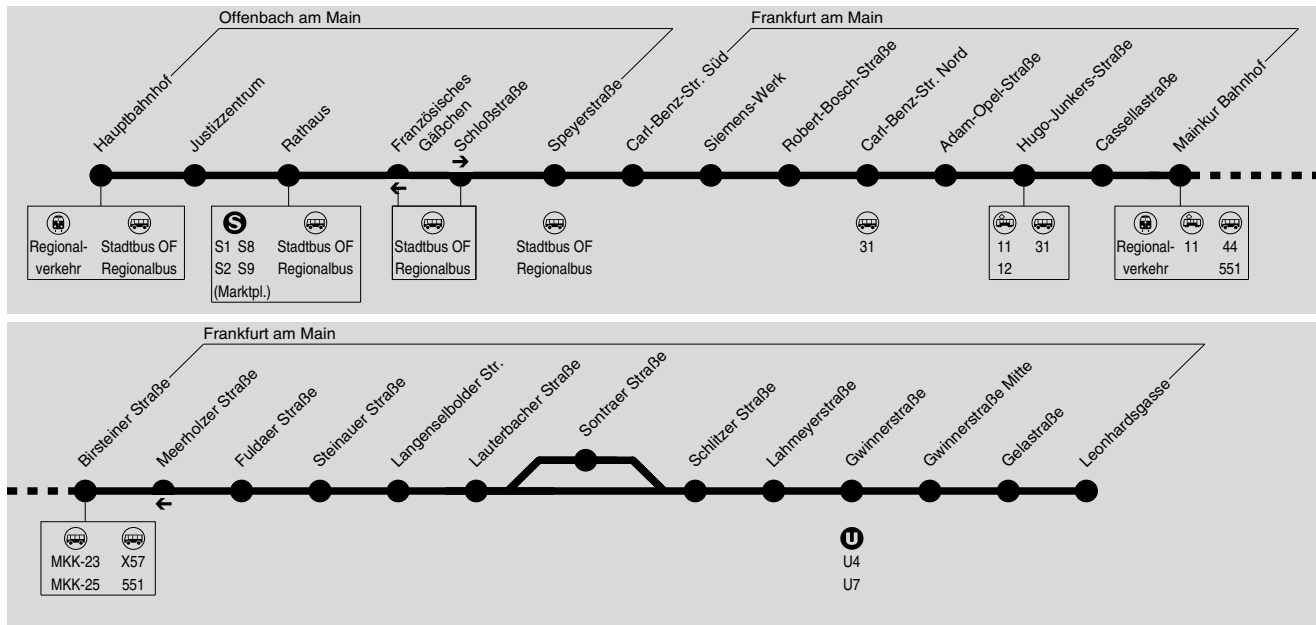 Offenbach am Main
Frankfurt am Main
Hauptbahnhof
Justizzentrum
Rathaus
Französisches
Gäßchen
Schloßstraße
Speyerstraße
Carl-Benz-Str. Süd
Siemens-Werk
Robert-Bosch-Straße
Carl-Benz-Str. Nord
Adam-Opel-Straße
Hugo-Junkers-Straße
Cassellastraße
Mainkur Bahnhof
Regional-
verkehr
Stadtbus OF
Regionalbus
S
S1 S8
S2 S9
(Marktpl.)
Stadtbus OF
Regionalbus
Stadtbus OF
Regionalbus
Stadtbus OF
Regionalbus
31
11
12
31
Regional-
verkehr
11
44
551
Frankfurt am Main
Birsteiner Straße
Meerholzer Straße
Fuldaer Straße
Steinauer Straße
Langenselbolder Str.
Lauterbacher Straße
Sontraer Straße
Schlitzer Straße
Lahmeyerstraße
Gwinnerstraße
Gwinnerstraße Mitte
Gelastraße
Leonhardsgasse
MKK-23
MKK-25
X57
551
U
U4
U7